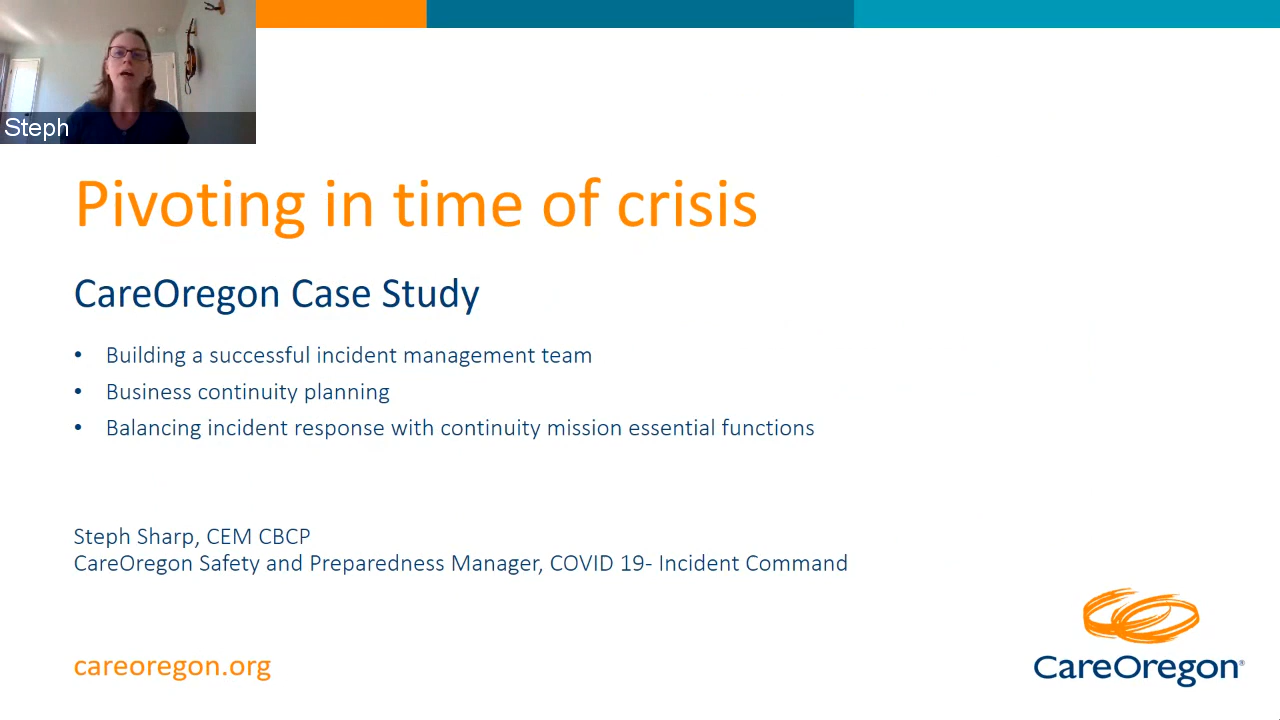 Steph
Pivoting in time of crisis
CareOregon Case Study
• Building a successful incident management team
• Business continuity planning
• Balancing incident response with continuity mission essential functions
Steph Sharp, CEM CBCP
CareOregon Safety and Preparedness Manager, COVID 19- Incident Command
careoregon.org
CareOregon®